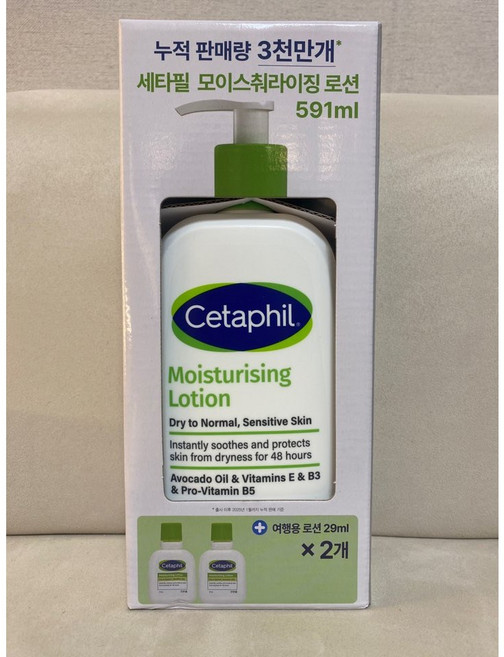 누적 판매량 3천만개*
세타필 모이스춰라이징 로션
591ml
Cetaphil®
Moisturising
Lotion
Dry to Normal, Sensitive Skin
Instantly soothes and protects
skin from dryness for 48 hours
Avocado Oil & Vitamins E & B3
& Pro-Vitamin B5
+ 여행용 로션 29ml
× 2개
Cetaphil
Cetaphil